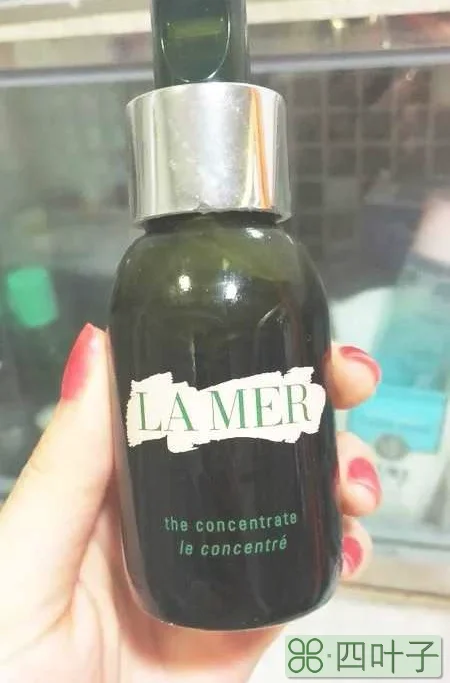 LA MER
the concentrate
le concentré
四叶子